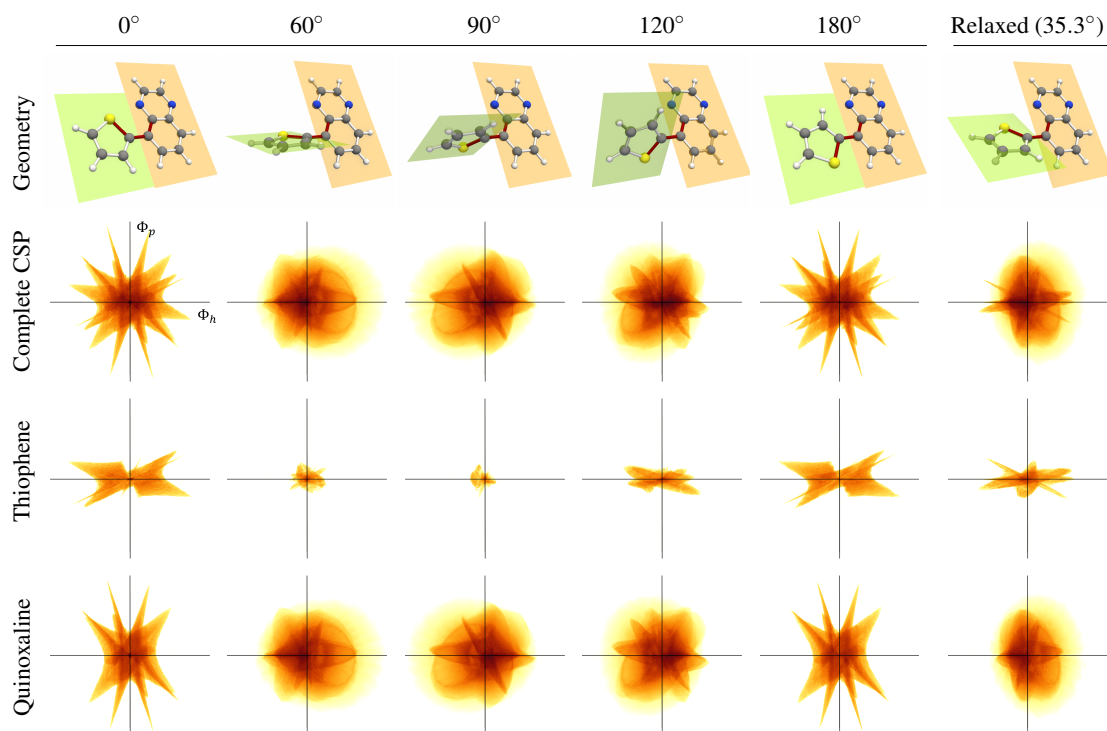 0° 60° 90° 120° 180° Relaxed (35.3°)
Geometry
Complete CSP
Φp
Φh
Thiophene
Quinoxaline